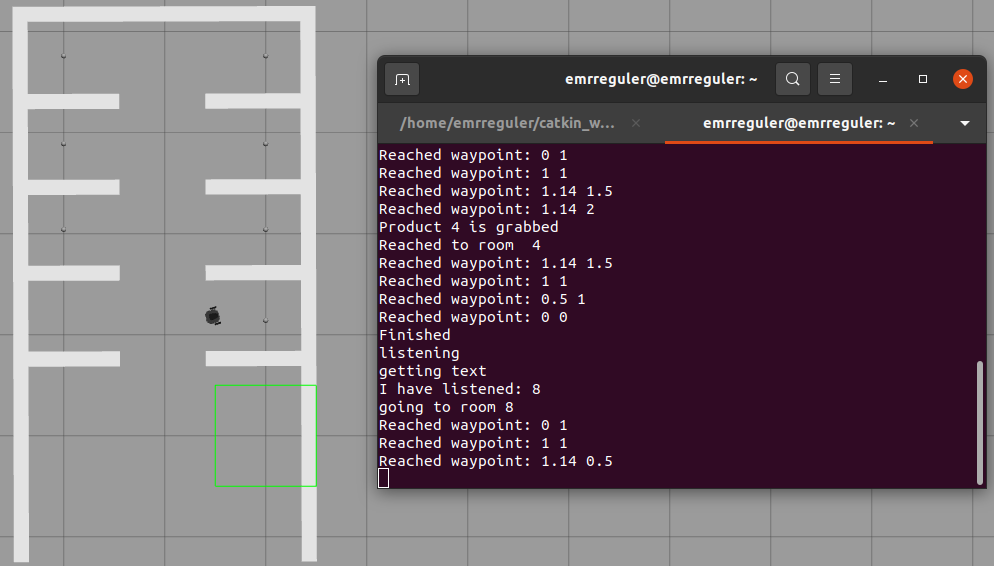 emrreguler@emrreguler: ~
/home/emrreguler/catkin_w...
emrreguler@emrreguler: ~
Reached waypoint: 0 1
Reached waypoint: 1 1
Reached waypoint: 1.14 1.5
Reached waypoint: 1.14 2
Product 4 is grabbed
Reached to room  4
Reached waypoint: 1.14 1.5
Reached waypoint: 1 1
Reached waypoint: 0.5 1
Reached waypoint: 0 0
Finished
listening
getting text
I have listened: 8
going to room 8
Reached waypoint: 0 1
Reached waypoint: 1 1
Reached waypoint: 1.14 0.5